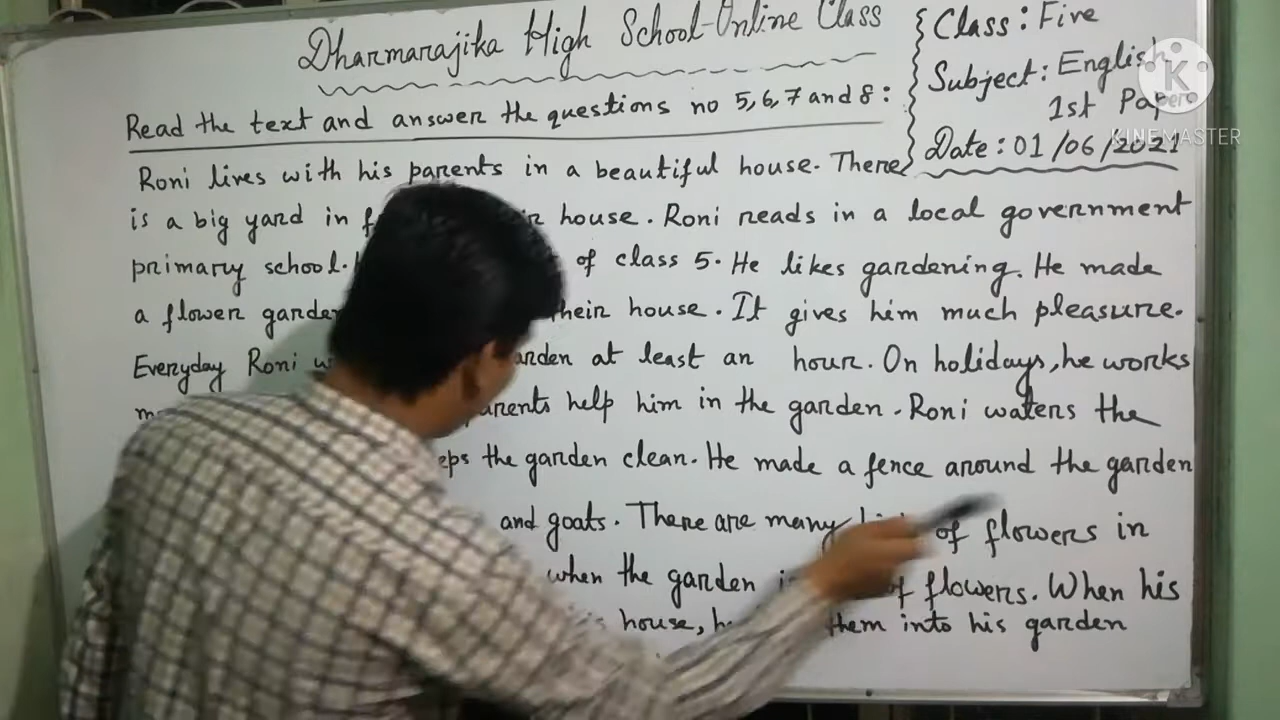 Dharmarajika High School-Online Class
Class: Five
Subject: English
1st Paper
Date: 01/06/2021
K
KINEMASTER
Read the text and answer the questions no 5,6,7 and 8:
Roni lives with his parents in a beautiful house. There
is a big yard in house. Roni reads in a local government
primary school. of class 5. He likes gardening. He made
a flower garden their house. It gives him much pleasure.
Everyday Roni garden at least an hour. On holidays, he works
parents help him in the garden. Roni waters the
the garden clean. He made a fence around the garden
and goats. There are many of flowers in
when the garden of flowers. When his
house, them into his garden